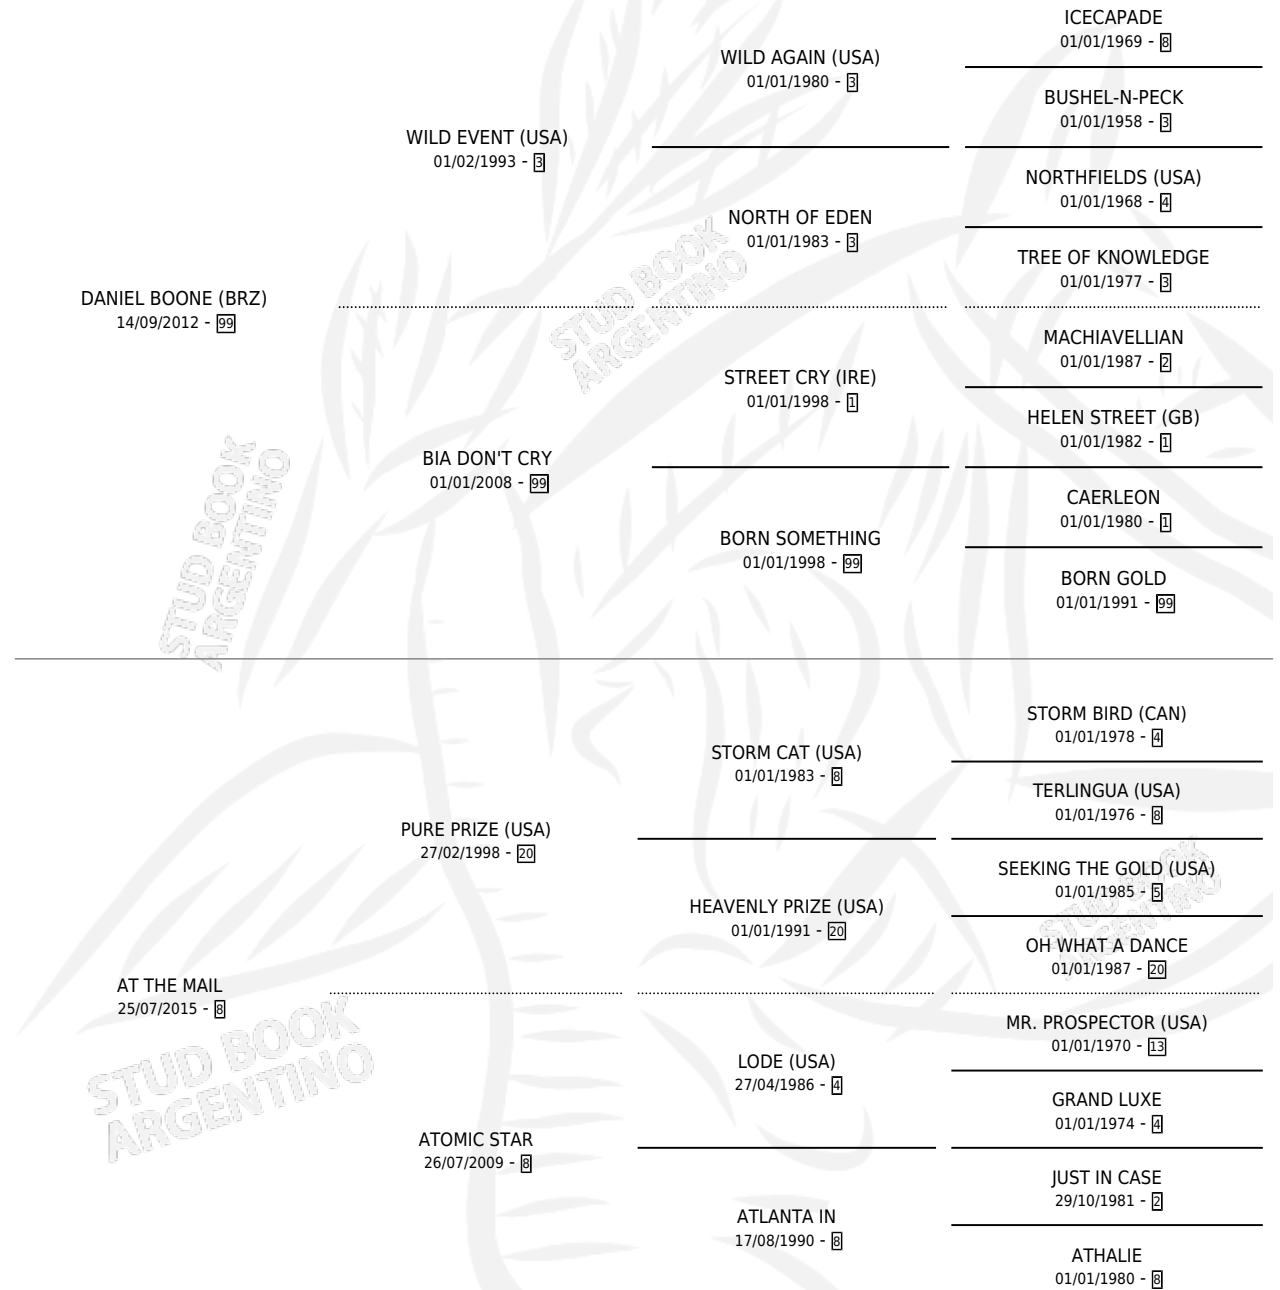 ICECAPADE
01/01/1969 - 8
WILD AGAIN (USA)
01/01/1980 - 3
BUSHEL-N-PECK
01/01/1958 - 3
WILD EVENT (USA)
01/02/1993 - 3
NORTHFIELDS (USA)
01/01/1968 - 4
NORTH OF EDEN
01/01/1983 - 3
TREE OF KNOWLEDGE
01/01/1977 - 3
DANIEL BOONE (BRZ)
14/09/2012 - 99
MACHIAVELLIAN
01/01/1987 - 2
STREET CRY (IRE)
01/01/1998 - 1
HELEN STREET (GB)
01/01/1982 - 1
BIA DON'T CRY
01/01/2008 - 99
CAERLEON
01/01/1980 - 1
BORN SOMETHING
01/01/1998 - 99
BORN GOLD
01/01/1991 - 99
STORM BIRD (CAN)
01/01/1978 - 4
STORM CAT (USA)
01/01/1983 - 8
TERLINGUA (USA)
01/01/1976 - 8
PURE PRIZE (USA)
27/02/1998 - 20
SEEKING THE GOLD (USA)
01/01/1985 - 5
HEAVENLY PRIZE (USA)
01/01/1991 - 20
OH WHAT A DANCE
01/01/1987 - 20
AT THE MAIL
25/07/2015 - 8
MR. PROSPECTOR (USA)
01/01/1970 - 13
LODE (USA)
27/04/1986 - 4
GRAND LUXE
01/01/1974 - 4
ATOMIC STAR
26/07/2009 - 8
JUST IN CASE
29/10/1981 - 2
ATLANTA IN
17/08/1990 - 8
ATHALIE
01/01/1980 - 8
STUD BOOK
ARGENTINO
STUD BOOK
ARGENTINO
STUD BOOK
ARGENTINO
STUD BOOK
ARGENTINO